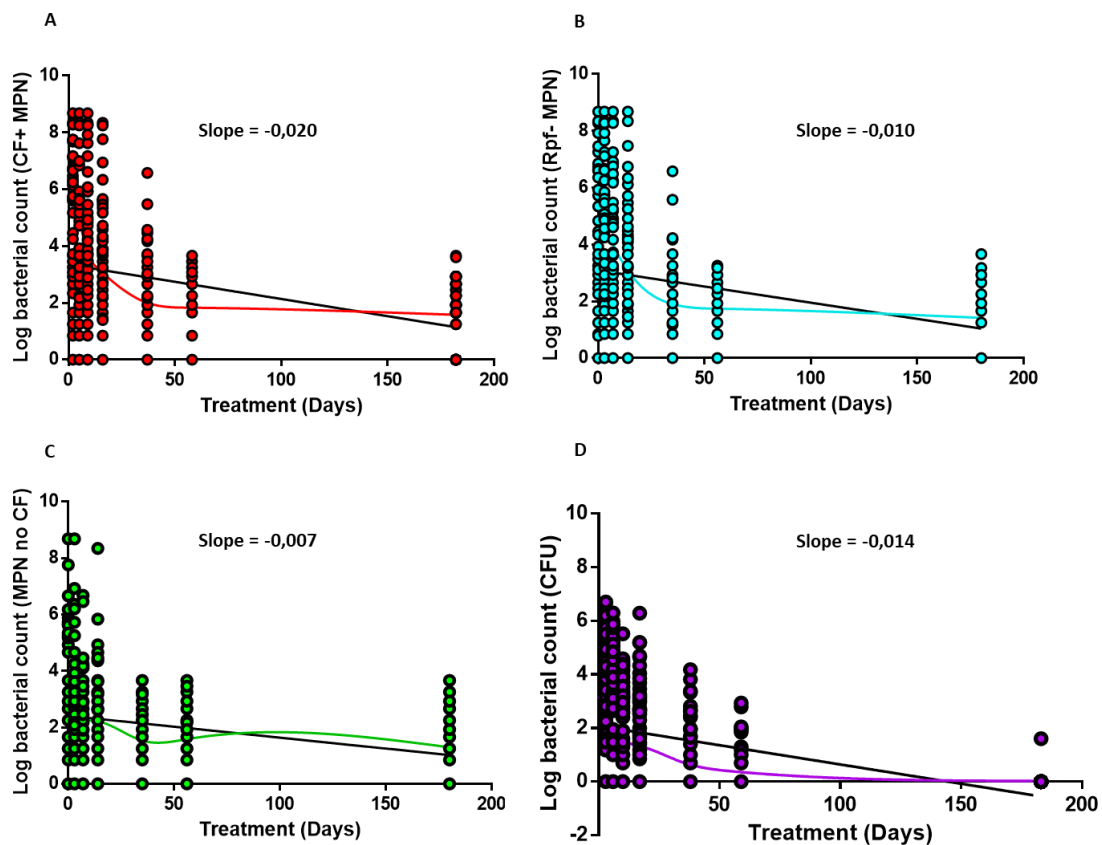 A
Log bacterial count (CF+ MPN)
10
8
6
4
2
0
Slope = -0,020
0 50 100 150 200
Treatment (Days)
B
Log bacterial count (Rpf- MPN)
10
8
6
4
2
0
Slope = -0,010
0 50 100 150 200
Treatment (Days)
C
Log bacterial count (MPN no CF)
10
8
6
4
2
0
Slope = -0,007
0 50 100 150 200
Treatment (Days)
D
Log bacterial count (CFU)
10
8
6
4
2
0
-2
Slope = -0,014
50 100 150 200
Treatment (Days)